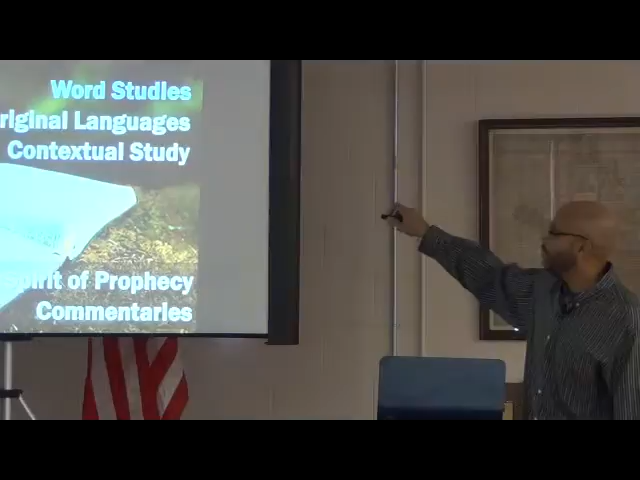 Word Studies
riginal Languages
Contextual Study
pirit of Prophecy
Commentaries